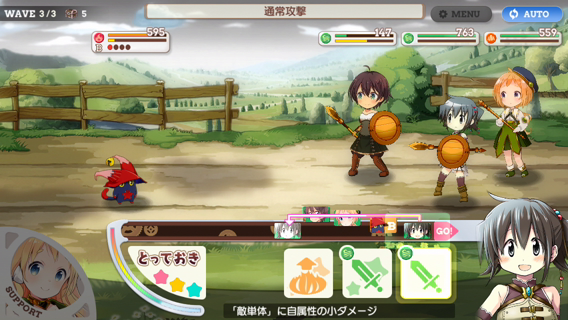 WAVE 3/3 5
通常攻撃
MENU
AUTO
595
147
763
559
GO!
とっておき
SUPPORT
「敵単体」に自属性の小ダメージ